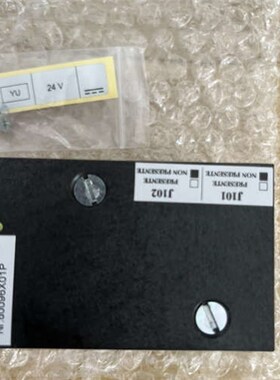 YU
24 V
J101
PRESENTE
NON PRESENTE
J102
PRESENTE
NON PRESENTE